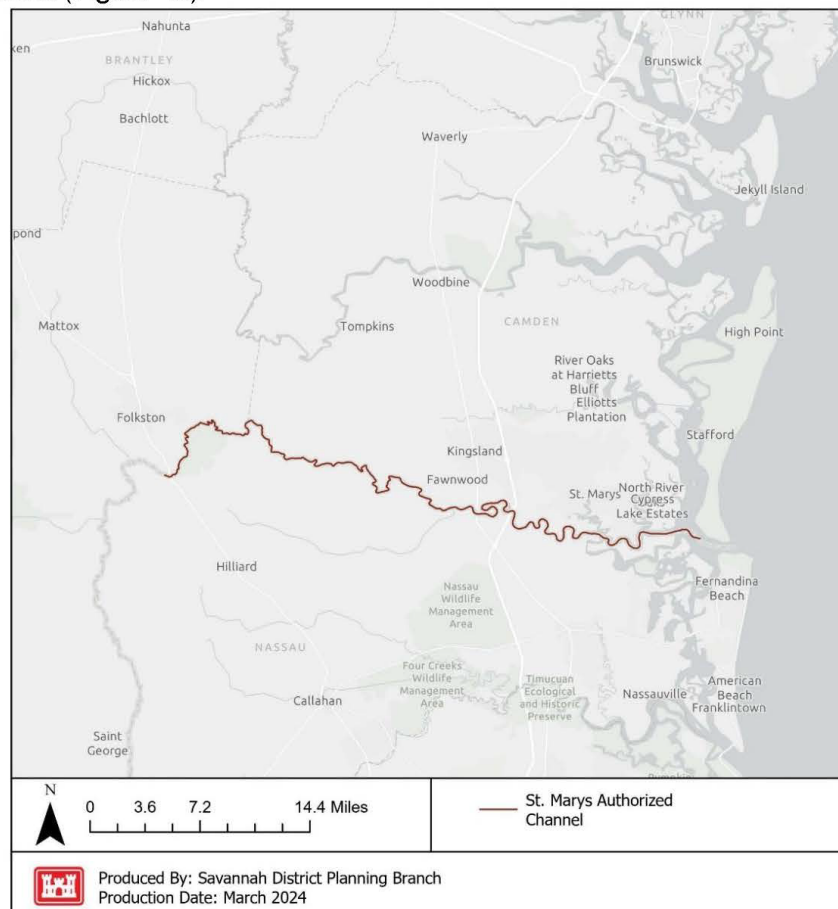 GLYNN
Nahunta
BRANTLEY
Brunswick
Hickox
Bachlott
Waverly
Jekyll Island
pond
Woodbine
Mattox
Tompkins
CAMDEN
High Point
River Oaks
at Harrietts
Bluff
Elliotts
Plantation
Folkston
Stafford
Kingsland
Fawnwood
St. Marys
North River
Cypress
Lake Estates
Hilliard
Fernandina
Beach
Nassau
Wildlife
Management
Area
NASSAU
Four Creeks
Wildlife
Management
Area
Timucuan
Ecological
and Historic
Preserve
Callahan
Nassauville
American
Beach
Franklintown
Saint
George
N
0 3.6 7.2 14.4 Miles
St. Marys Authorized
Channel
Produced By: Savannah District Planning Branch
Production Date: March 2024